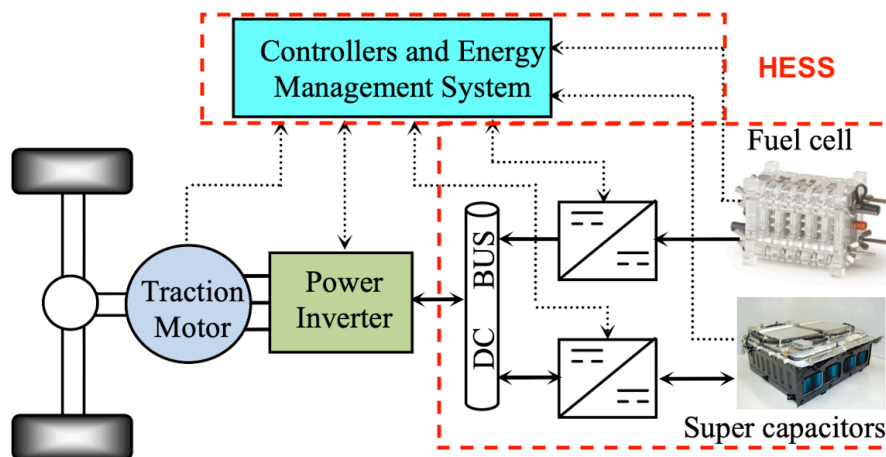 Controllers and Energy
Management System
HESS
Fuel cell
DC BUS
Traction
Motor
Power
Inverter
Super capacitors